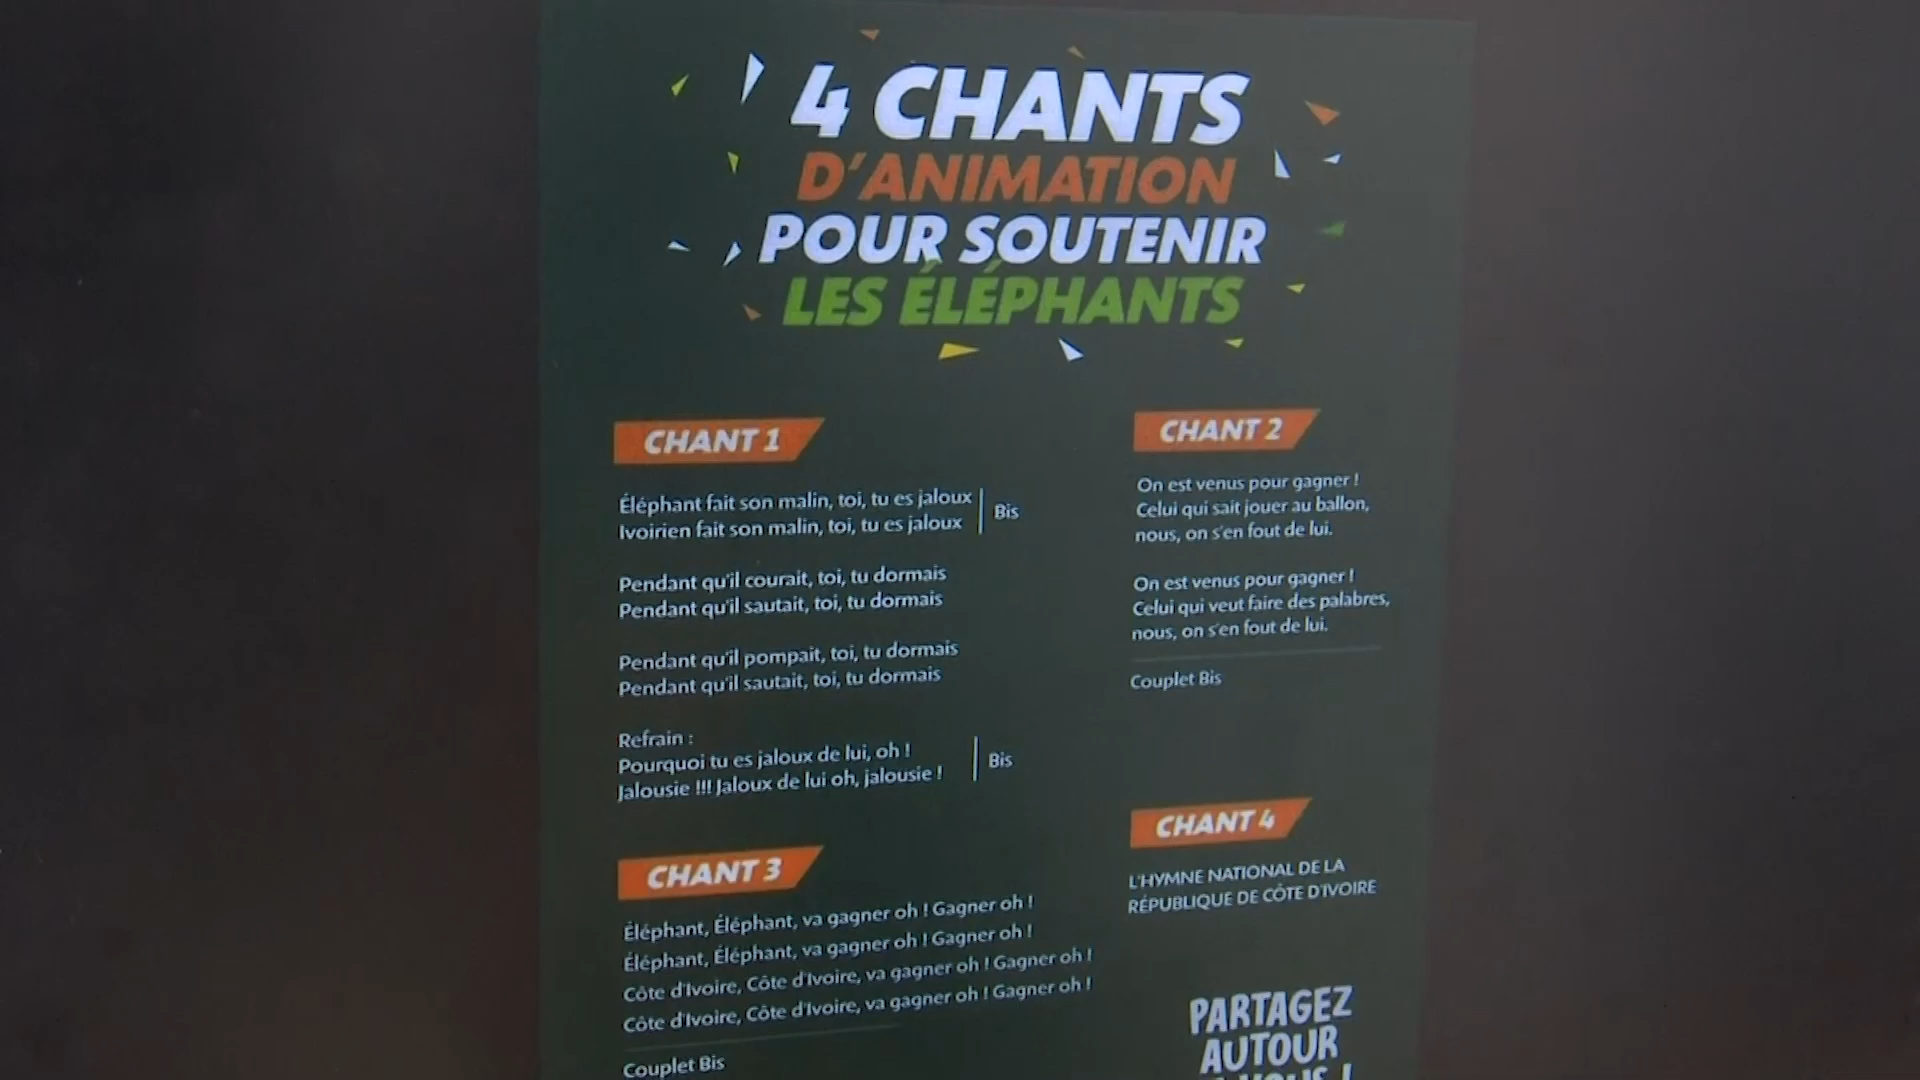 4 CHANTS
D'ANIMATION
POUR SOUTENIR
LES ÉLÉPHANTS
CHANT 1
Éléphant fait son malin, toi, tu es jaloux
Ivoirien fait son malin, toi, tu es jaloux
Bis
Pendant qu'il courait, toi, tu dormais
Pendant qu'il sautait, toi, tu dormais
Pendant qu'il pompait, toi, tu dormais
Pendant qu'il sautait, toi, tu dormais
Refrain :
Pourquoi tu es jaloux de lui, oh !
Jalousie !!! Jaloux de lui oh, jalousie !
Bis
CHANT 2
On est venus pour gagner !
Celui qui sait jouer au ballon,
nous, on s'en fout de lui.
On est venus pour gagner !
Celui qui veut faire des palabres,
nous, on s'en fout de lui.
Couplet Bis
CHANT 3
Éléphant, Éléphant, va gagner oh ! Gagner oh !
Éléphant, Éléphant, va gagner oh ! Gagner oh !
Côte d'Ivoire, Côte d'Ivoire, va gagner oh ! Gagner oh !
Côte d'Ivoire, Côte d'Ivoire, va gagner oh ! Gagner oh !
Couplet Bis
CHANT 4
L'HYMNE NATIONAL DE LA
RÉPUBLIQUE DE CÔTE D'IVOIRE
PARTAGEZ
AUTOUR